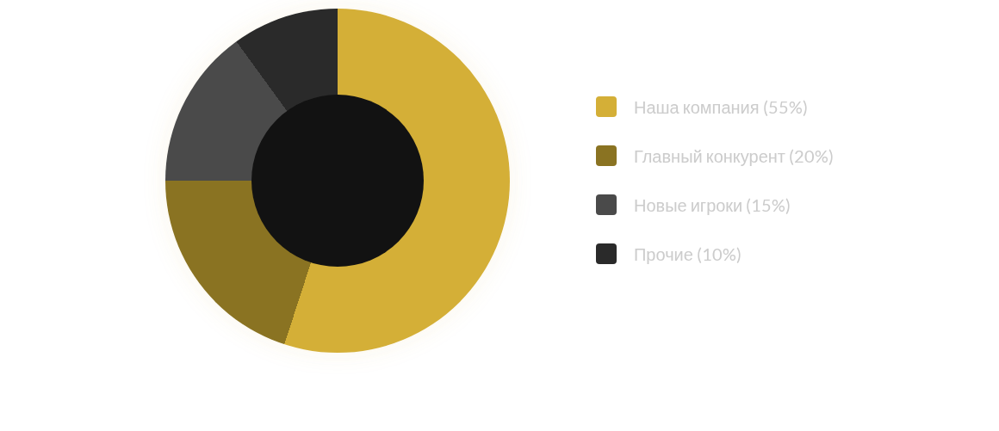 Наша компания (55%)
Главный конкурент (20%)
Новые игроки (15%)
Прочие (10%)